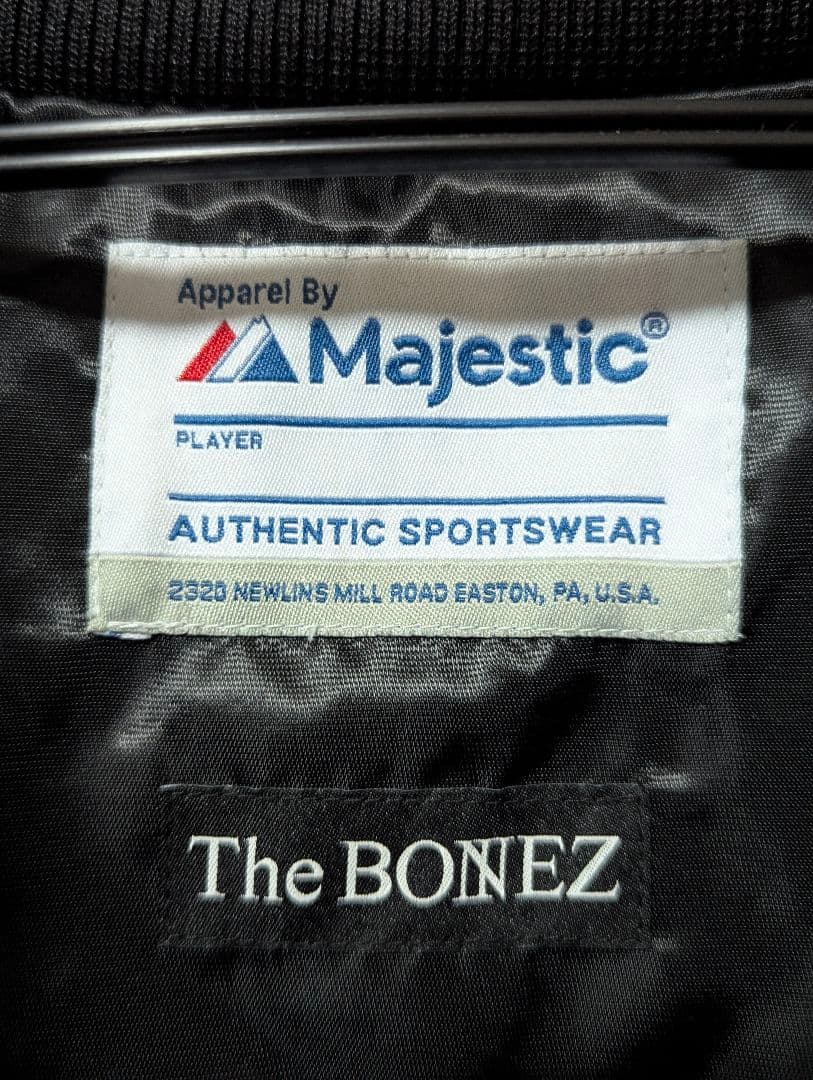 Apparel By
Majestic®
PLAYER
AUTHENTIC SPORTSWEAR
2320 NEWLINS MILL ROAD EASTON, PA, U.S.A.
The BONEZ